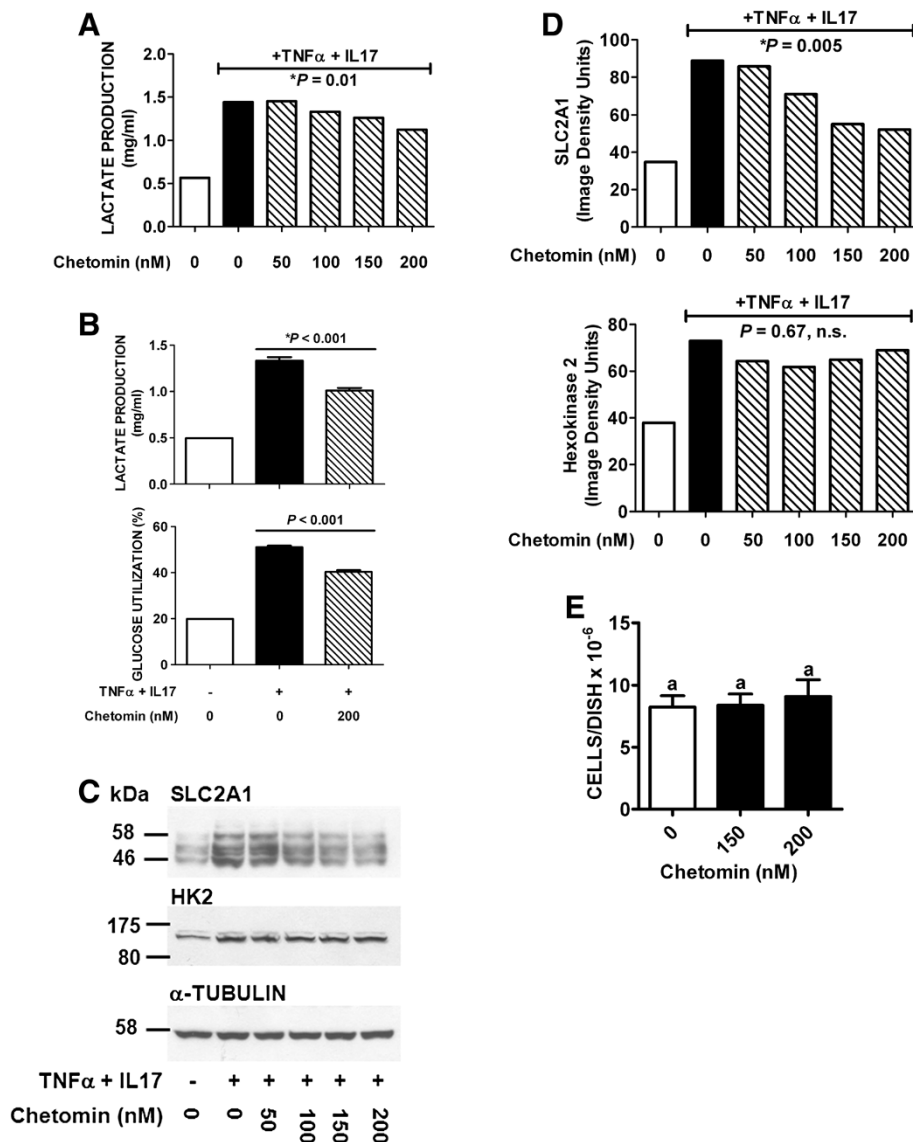 A
+TNFα + IL17
*P = 0.01
LACTATE PRODUCTION
(mg/ml)
2.0
1.5
1.0
0.5
0.0
Chetomin (nM) 0 0 50 100 150 200
B
*P < 0.001
LACTATE PRODUCTION
(mg/ml)
1.5
1.0
0.5
0.0
P < 0.001
GLUCOSE UTILIZATION (%)
60
40
20
0
TNFα + IL17 - + +
Chetomin (nM) 0 0 200
C kDa SLC2A1
58
46
HK2
175
80
α-TUBULIN
58
TNFα + IL17 - + + + + +
Chetomin (nM) 0 0 50 100 150 200
D
+TNFα + IL17
*P = 0.005
SLC2A1
(Image Density Units)
100
80
60
40
20
0
Chetomin (nM) 0 0 50 100 150 200
+TNFα + IL17
P = 0.67, n.s.
Hexokinase 2
(Image Density Units)
80
60
40
20
0
Chetomin (nM) 0 0 50 100 150 200
E
CELLS/DISH x 10-6
15
10
5
0
a a a
0 150 200
Chetomin (nM)